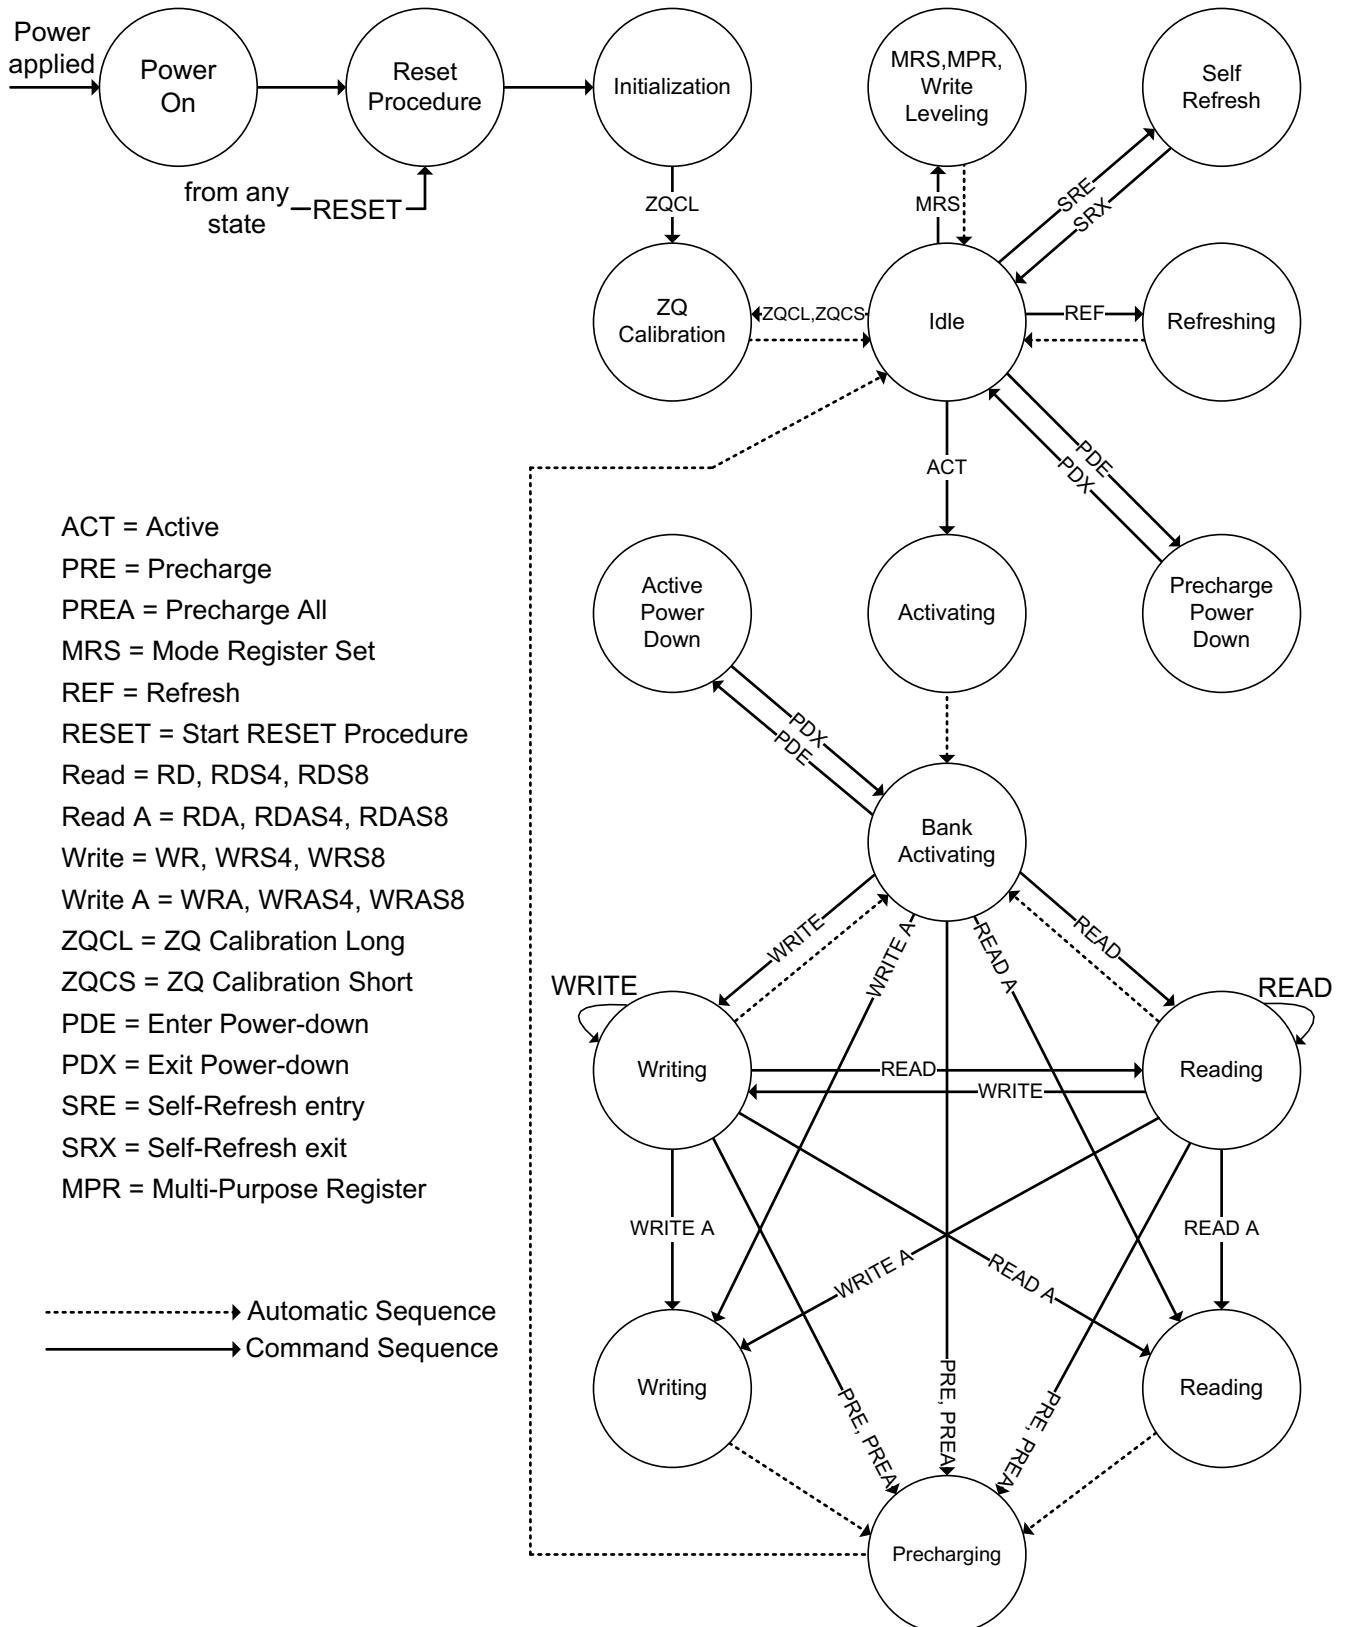 Power
applied
Power
On
Reset
Procedure
Initialization
MRS,MPR,
Write
Leveling
Self
Refresh
from any
state
RESET
ZQCL
MRS
SRE
SRX
ZQ
Calibration
ZQCL,ZQCS
Idle
REF
Refreshing
ACT
PDE
PDX
ACT = Active
PRE = Precharge
PREA = Precharge All
MRS = Mode Register Set
REF = Refresh
RESET = Start RESET Procedure
Read = RD, RDS4, RDS8
Read A = RDA, RDAS4, RDAS8
Write = WR, WRS4, WRS8
Write A = WRA, WRAS4, WRAS8
ZQCL = ZQ Calibration Long
ZQCS = ZQ Calibration Short
PDE = Enter Power-down
PDX = Exit Power-down
SRE = Self-Refresh entry
SRX = Self-Refresh exit
MPR = Multi-Purpose Register
Automatic Sequence
Command Sequence
Active
Power
Down
Activating
Precharge
Power
Down
PDX
PDE
Bank
Activating
WRITE
WRITE A
READ A
READ
WRITE
READ
Writing
READ
WRITE
Reading
WRITE A
WRITE A
READ A
READ A
Writing
PRE, PREA
PRE, PREA
PRE, PREA
Reading
Precharging